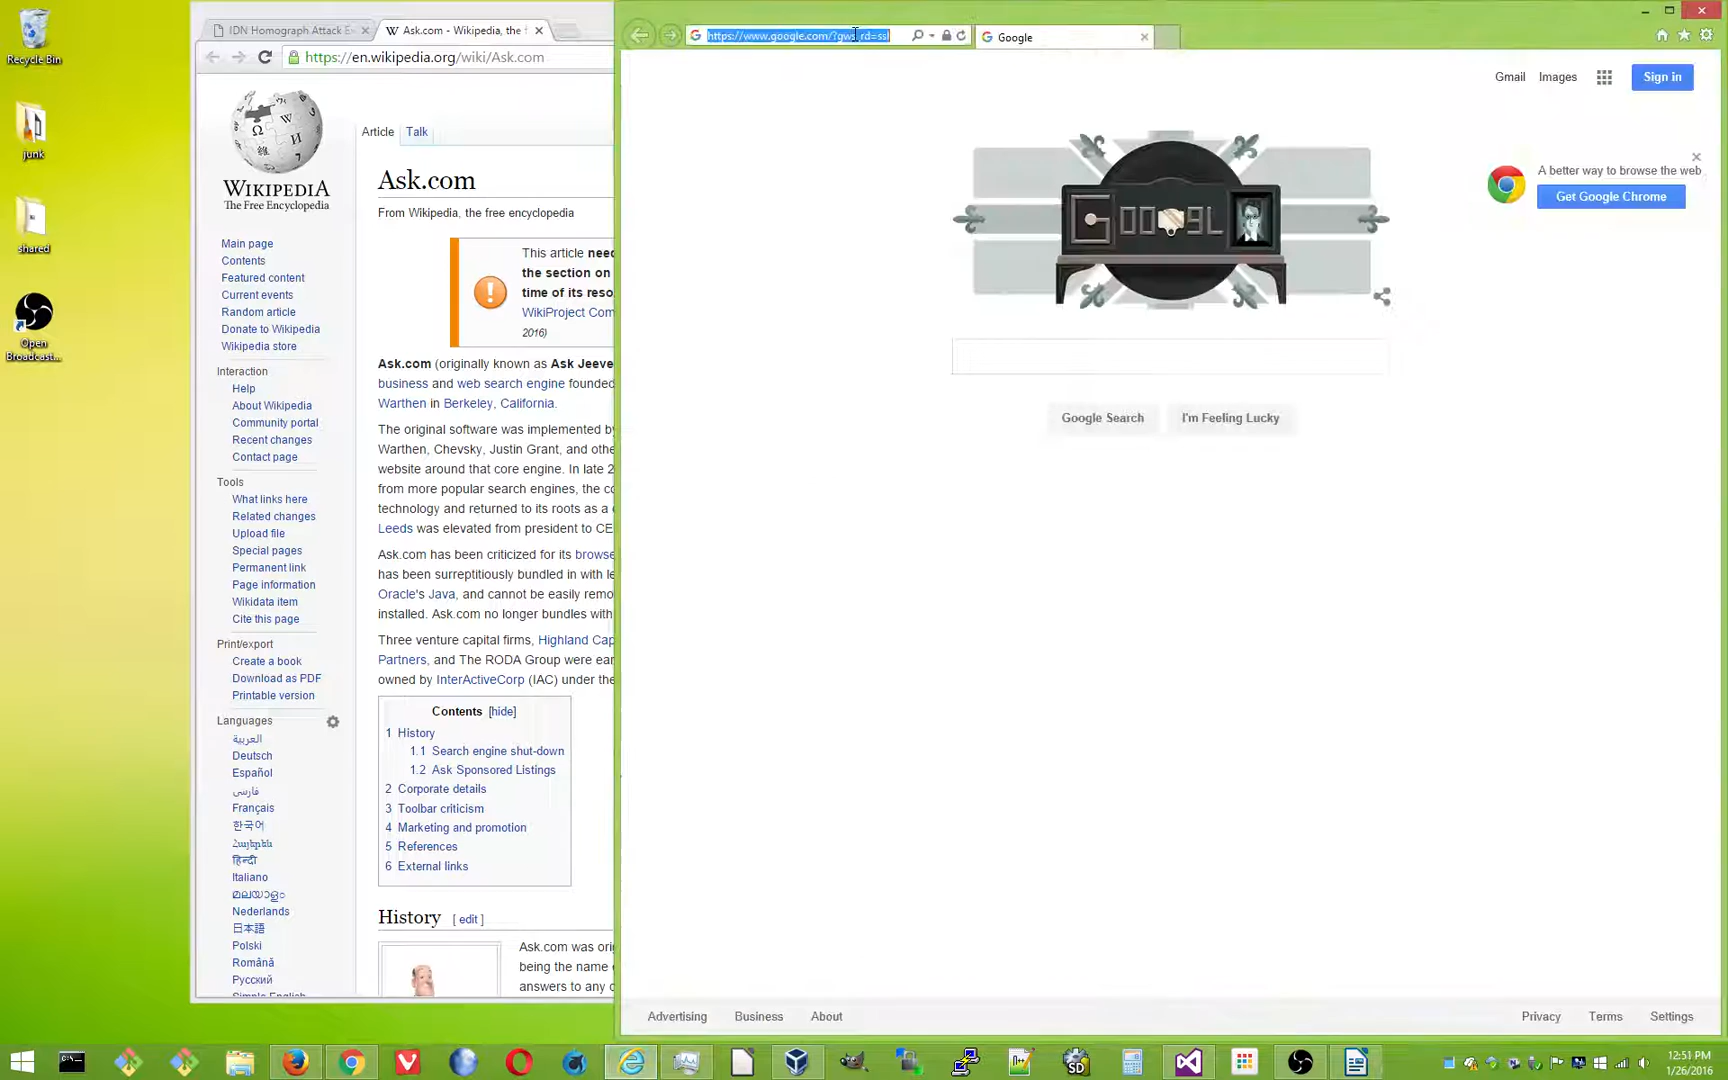 Recycle Bin
junk
shared
Open
Broadcast...
IDN Homograph Attack Ex
Ask.com - Wikipedia, the f
https://en.wikipedia.org/wiki/Ask.com
WIKIPEDIA
The Free Encyclopedia
Main page
Contents
Featured content
Current events
Random article
Donate to Wikipedia
Wikipedia store
Interaction
Help
About Wikipedia
Community portal
Recent changes
Contact page
Tools
What links here
Related changes
Upload file
Special pages
Permanent link
Page information
Wikidata item
Cite this page
Print/export
Create a book
Download as PDF
Printable version
Languages
العربية
Deutsch
Español
فارسی
Français
한국어
Հայերեն
हिन्दी
Italiano
മലയാളം
Nederlands
日本語
Polski
Română
Русский
Simple English
Article
Talk
Ask.com
From Wikipedia, the free encyclopedia
This article need
the section on
time of its reso
WikiProject Com
2016)
Ask.com (originally known as Ask Jeeve
business and web search engine founded
Warthen in Berkeley, California.
The original software was implemented by
Warthen, Chevsky, Justin Grant, and othe
website around that core engine. In late 2
from more popular search engines, the co
technology and returned to its roots as a
Leeds was elevated from president to CE
Ask.com has been criticized for its browse
has been surreptitiously bundled in with le
Oracle's Java, and cannot be easily remo
installed. Ask.com no longer bundles with
Three venture capital firms, Highland Cap
Partners, and The RODA Group were ear
owned by InterActiveCorp (IAC) under the
Contents [hide]
1 History
1.1 Search engine shut-down
1.2 Ask Sponsored Listings
2 Corporate details
3 Toolbar criticism
4 Marketing and promotion
5 References
6 External links
History [ edit ]
Ask.com was orig
being the name o
answers to any o
https://www.google.com/?gws_rd=ssl
Google
Gmail
Images
Sign in
A better way to browse the web
Get Google Chrome
Google Search
I'm Feeling Lucky
Advertising
Business
About
Privacy
Terms
Settings
12:51 PM
1/26/2016